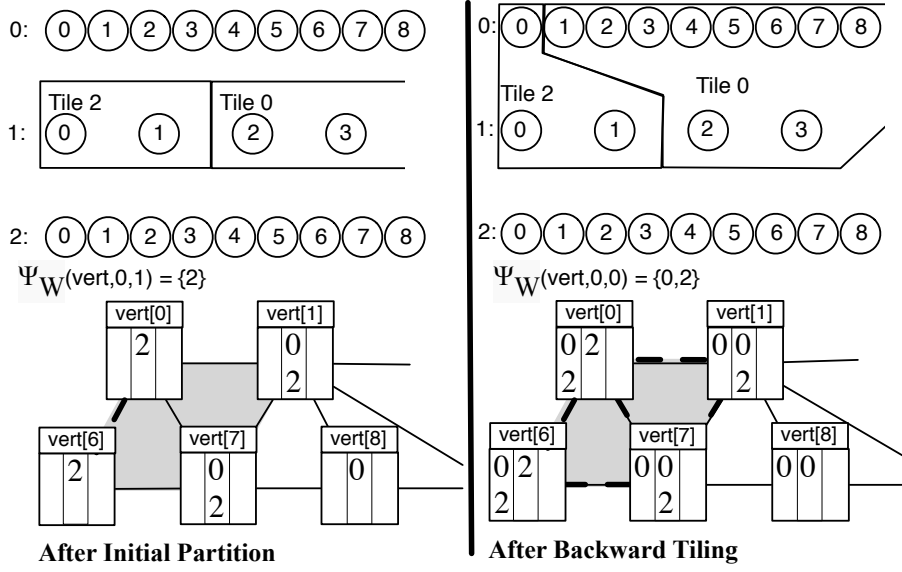 0: 0 1 2 3 4 5 6 7 8
Tile 2 Tile 0
1: 0 1 2 3
2: 0 1 2 3 4 5 6 7 8
Ψ_W(vert,0,1) = {2}
vert[0] vert[1]
2 0
2
vert[6] vert[7] vert[8]
2 0 0
2
After Initial Partition
0: 0 1 2 3 4 5 6 7 8
Tile 2 Tile 0
1: 0 1 2 3
2: 0 1 2 3 4 5 6 7 8
Ψ_W(vert,0,0) = {0,2}
vert[0] vert[1]
0 2 0 0
2 2
vert[6] vert[7] vert[8]
0 2 0 0 0 0
2 2
After Backward Tiling